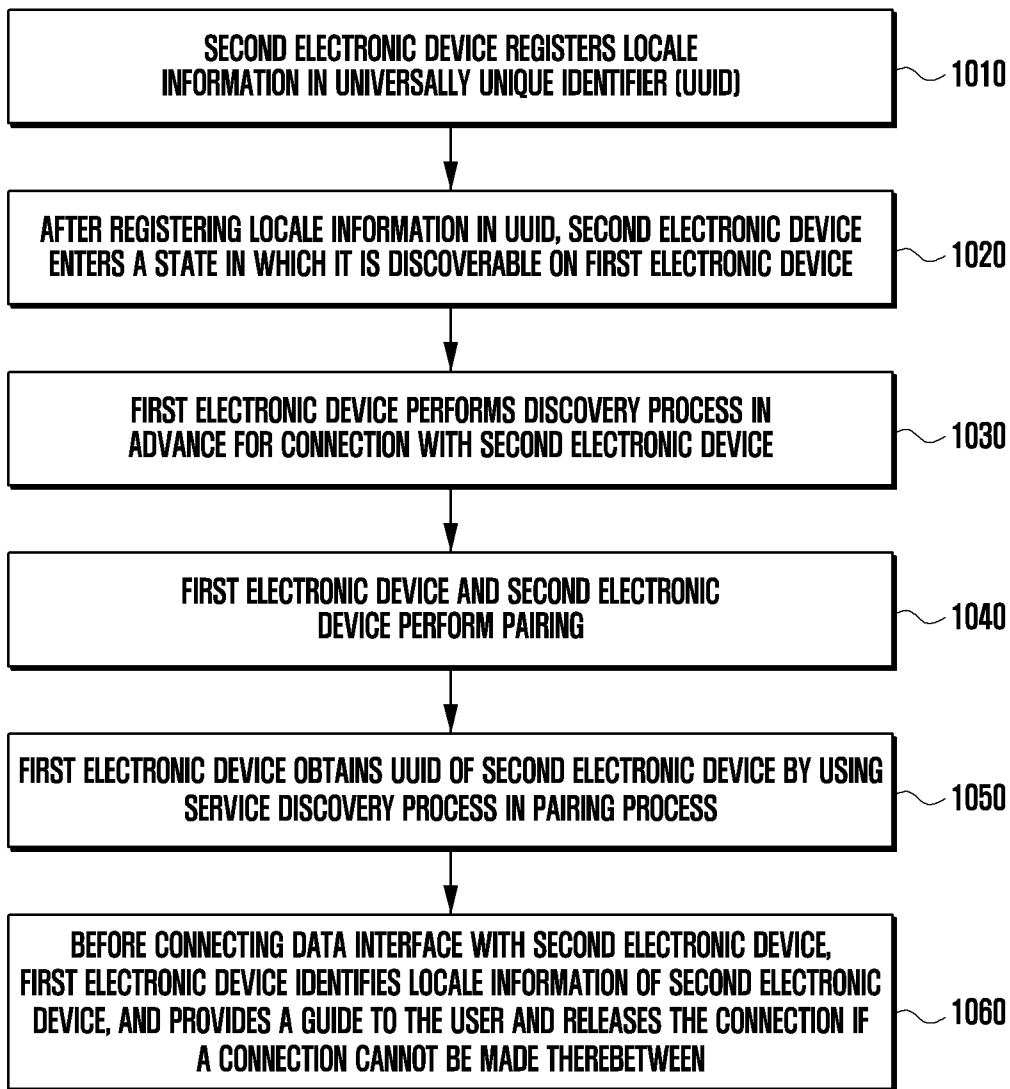 SECOND ELECTRONIC DEVICE REGISTERS LOCALE
INFORMATION IN UNIVERSALLY UNIQUE IDENTIFIER (UUID)
1010
AFTER REGISTERING LOCALE INFORMATION IN UUID, SECOND ELECTRONIC DEVICE
ENTERS A STATE IN WHICH IT IS DISCOVERABLE ON FIRST ELECTRONIC DEVICE
1020
FIRST ELECTRONIC DEVICE PERFORMS DISCOVERY PROCESS IN
ADVANCE FOR CONNECTION WITH SECOND ELECTRONIC DEVICE
1030
FIRST ELECTRONIC DEVICE AND SECOND ELECTRONIC
DEVICE PERFORM PAIRING
1040
FIRST ELECTRONIC DEVICE OBTAINS UUID OF SECOND ELECTRONIC DEVICE BY USING
SERVICE DISCOVERY PROCESS IN PAIRING PROCESS
1050
BEFORE CONNECTING DATA INTERFACE WITH SECOND ELECTRONIC DEVICE,
FIRST ELECTRONIC DEVICE IDENTIFIES LOCALE INFORMATION OF SECOND ELECTRONIC
DEVICE, AND PROVIDES A GUIDE TO THE USER AND RELEASES THE CONNECTION IF
A CONNECTION CANNOT BE MADE THEREBETWEEN
1060